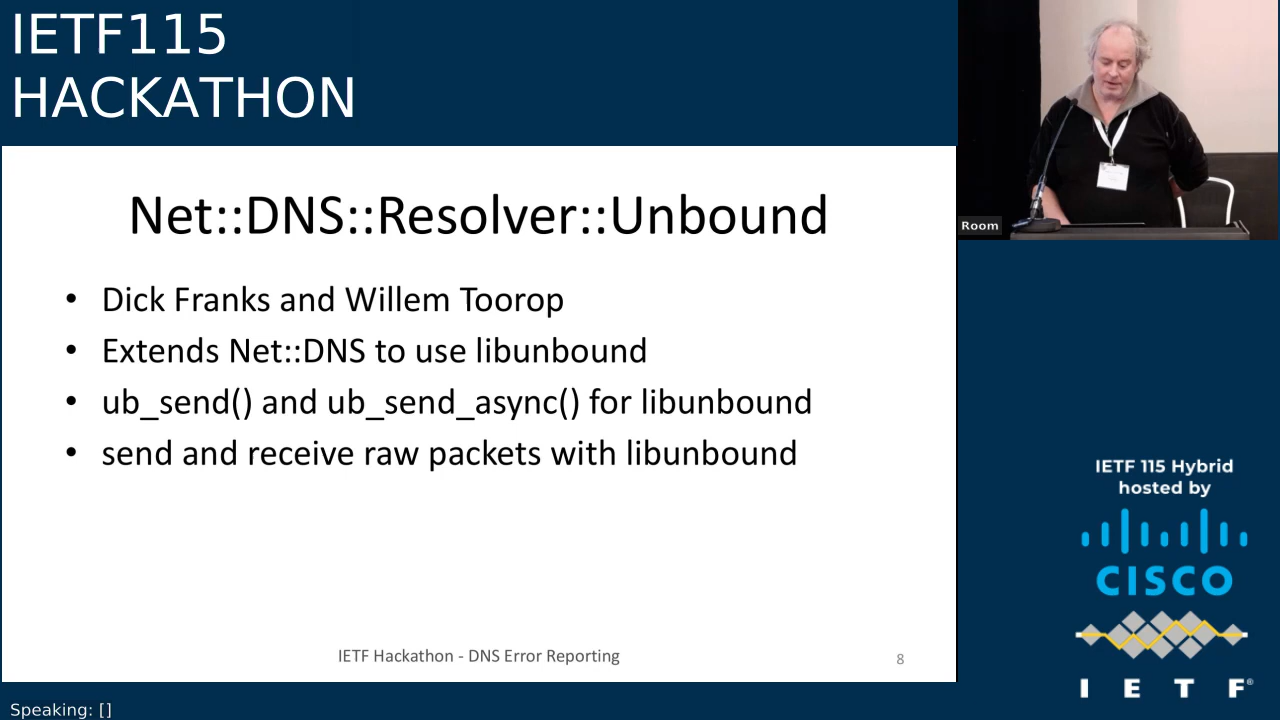 IETF115
HACKATHON
Room
Net::DNS::Resolver::Unbound
• Dick Franks and Willem Toorop
• Extends Net::DNS to use libunbound
• ub_send() and ub_send_async() for libunbound
• send and receive raw packets with libunbound
IETF Hackathon - DNS Error Reporting
8
IETF 115 Hybrid
hosted by
CISCO
I E T F®
Speaking: []